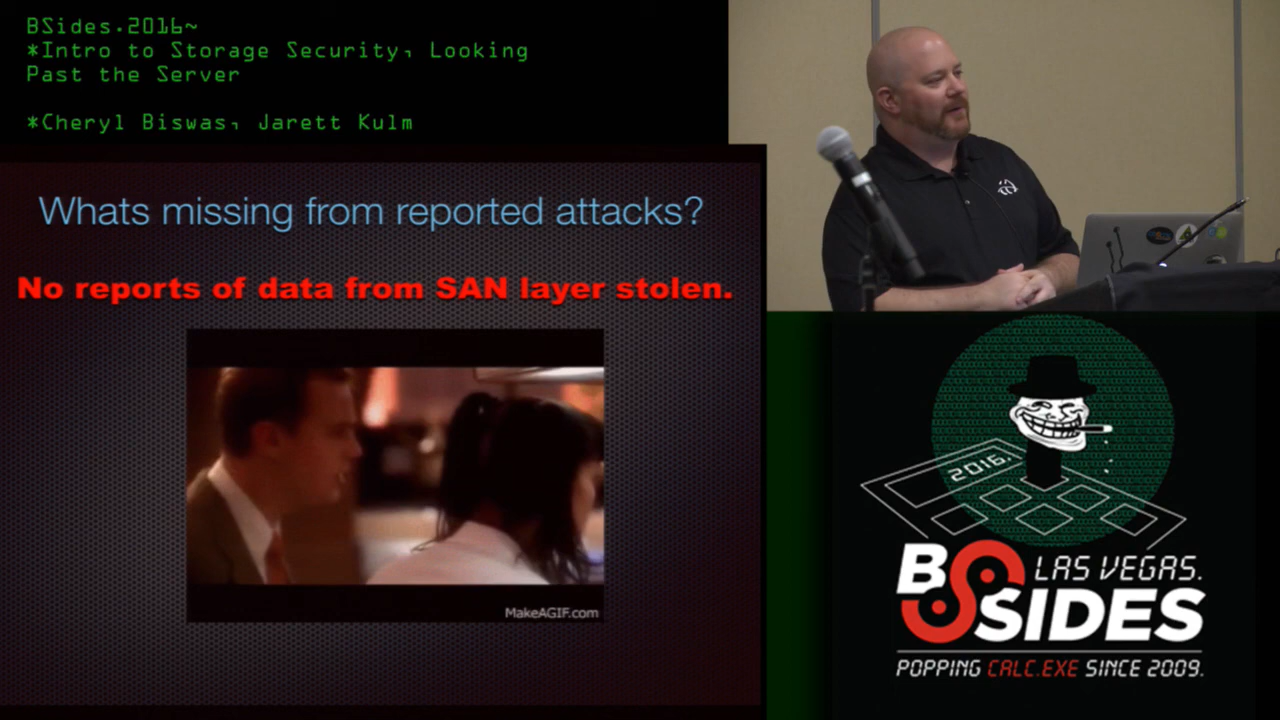 BSides.2016~
*Intro to Storage Security, Looking
Past the Server
*Cheryl Biswas, Jarett Kulm
Whats missing from reported attacks?
No reports of data from SAN layer stolen.
MakeAGIF.com
2016.
BSIDES
LAS VEGAS.
POPPING CALC.EXE SINCE 2009.